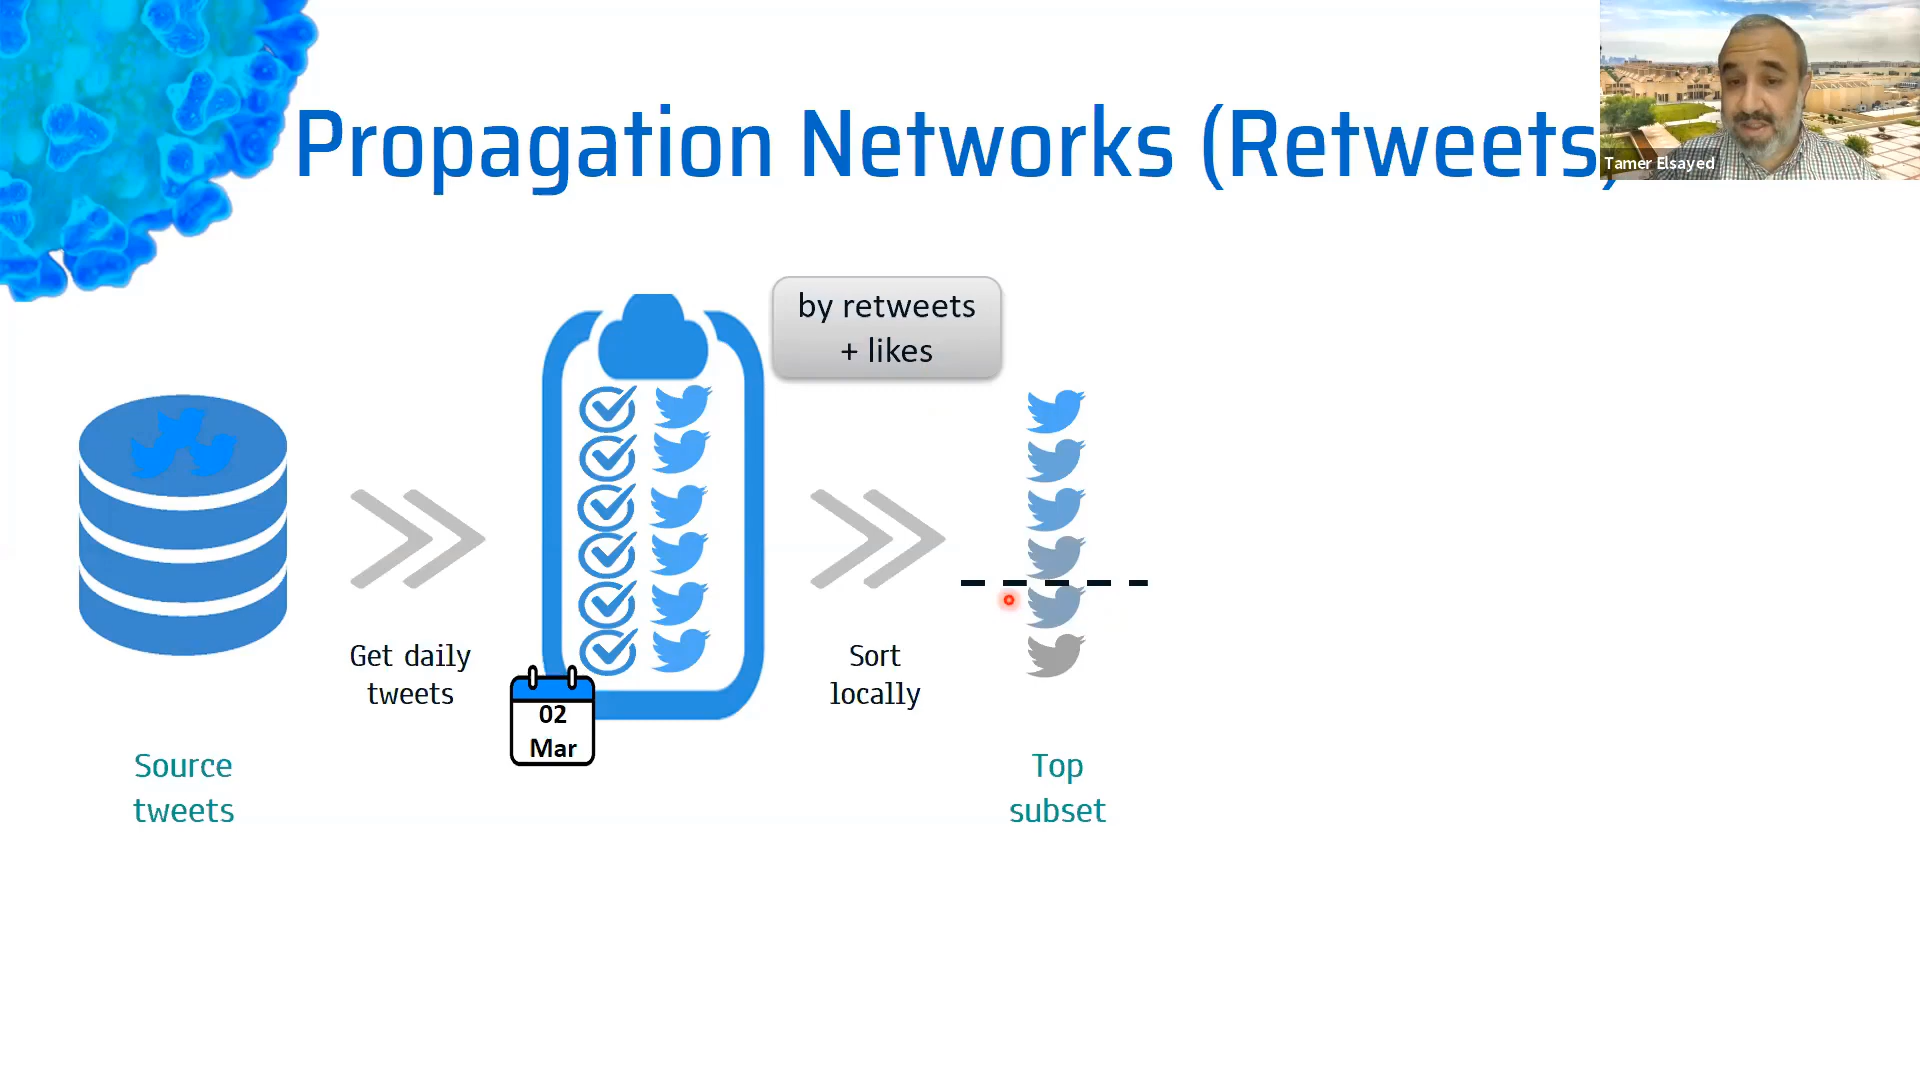 Propagation Networks (Retweets)
Tamer Elsayed
by retweets
+ likes
Get daily
tweets
02
Mar
Sort
locally
Source
tweets
Top
subset